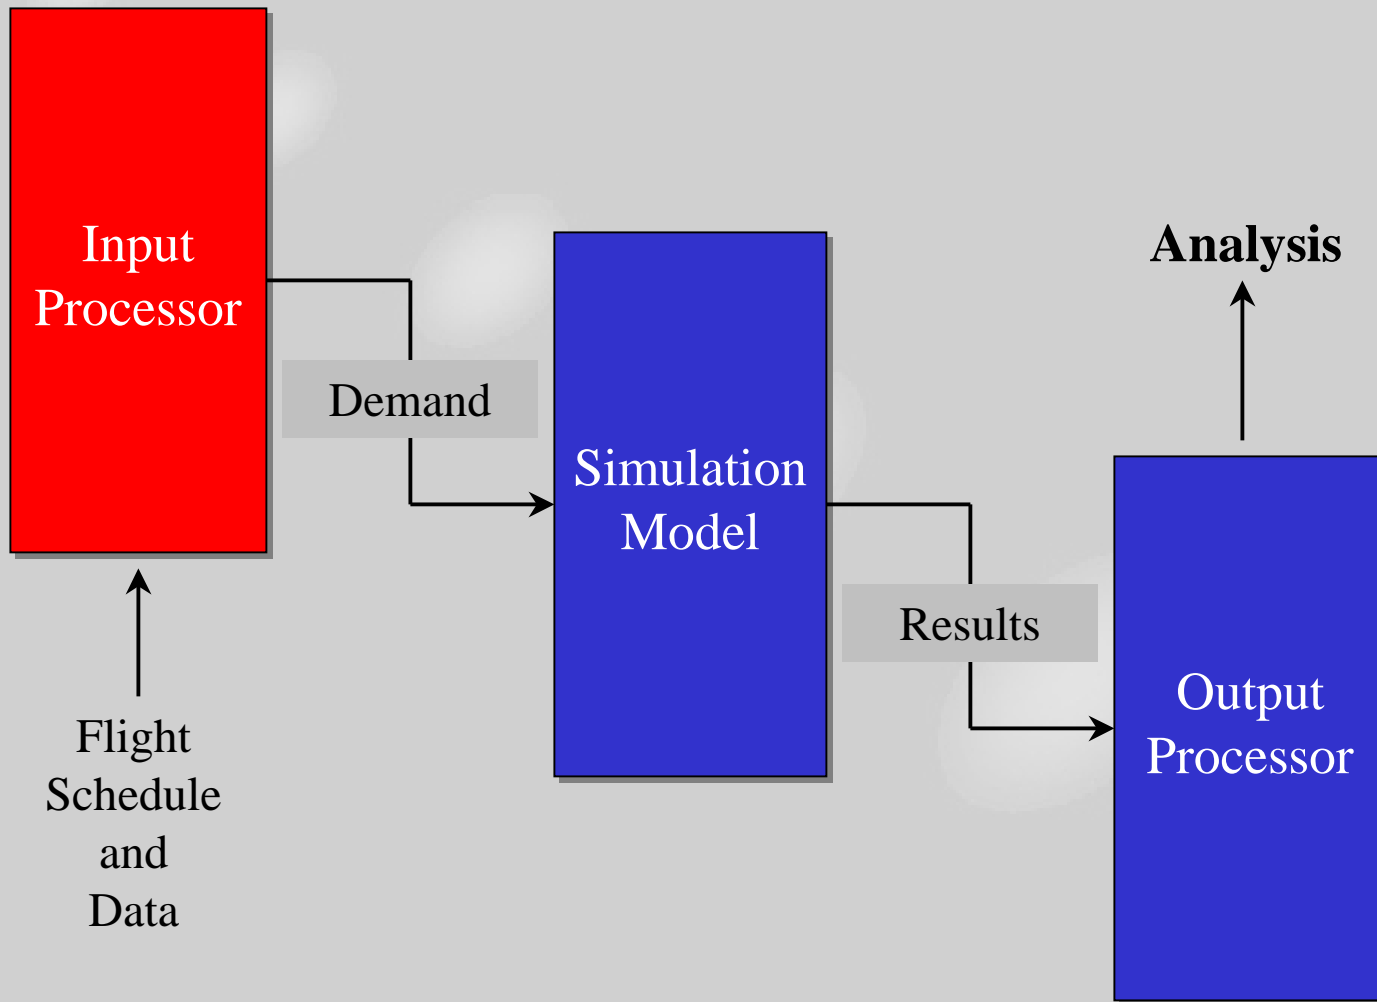 Input
Processor
Demand
Flight
Schedule
and
Data
Simulation
Model
Results
Analysis
Output
Processor